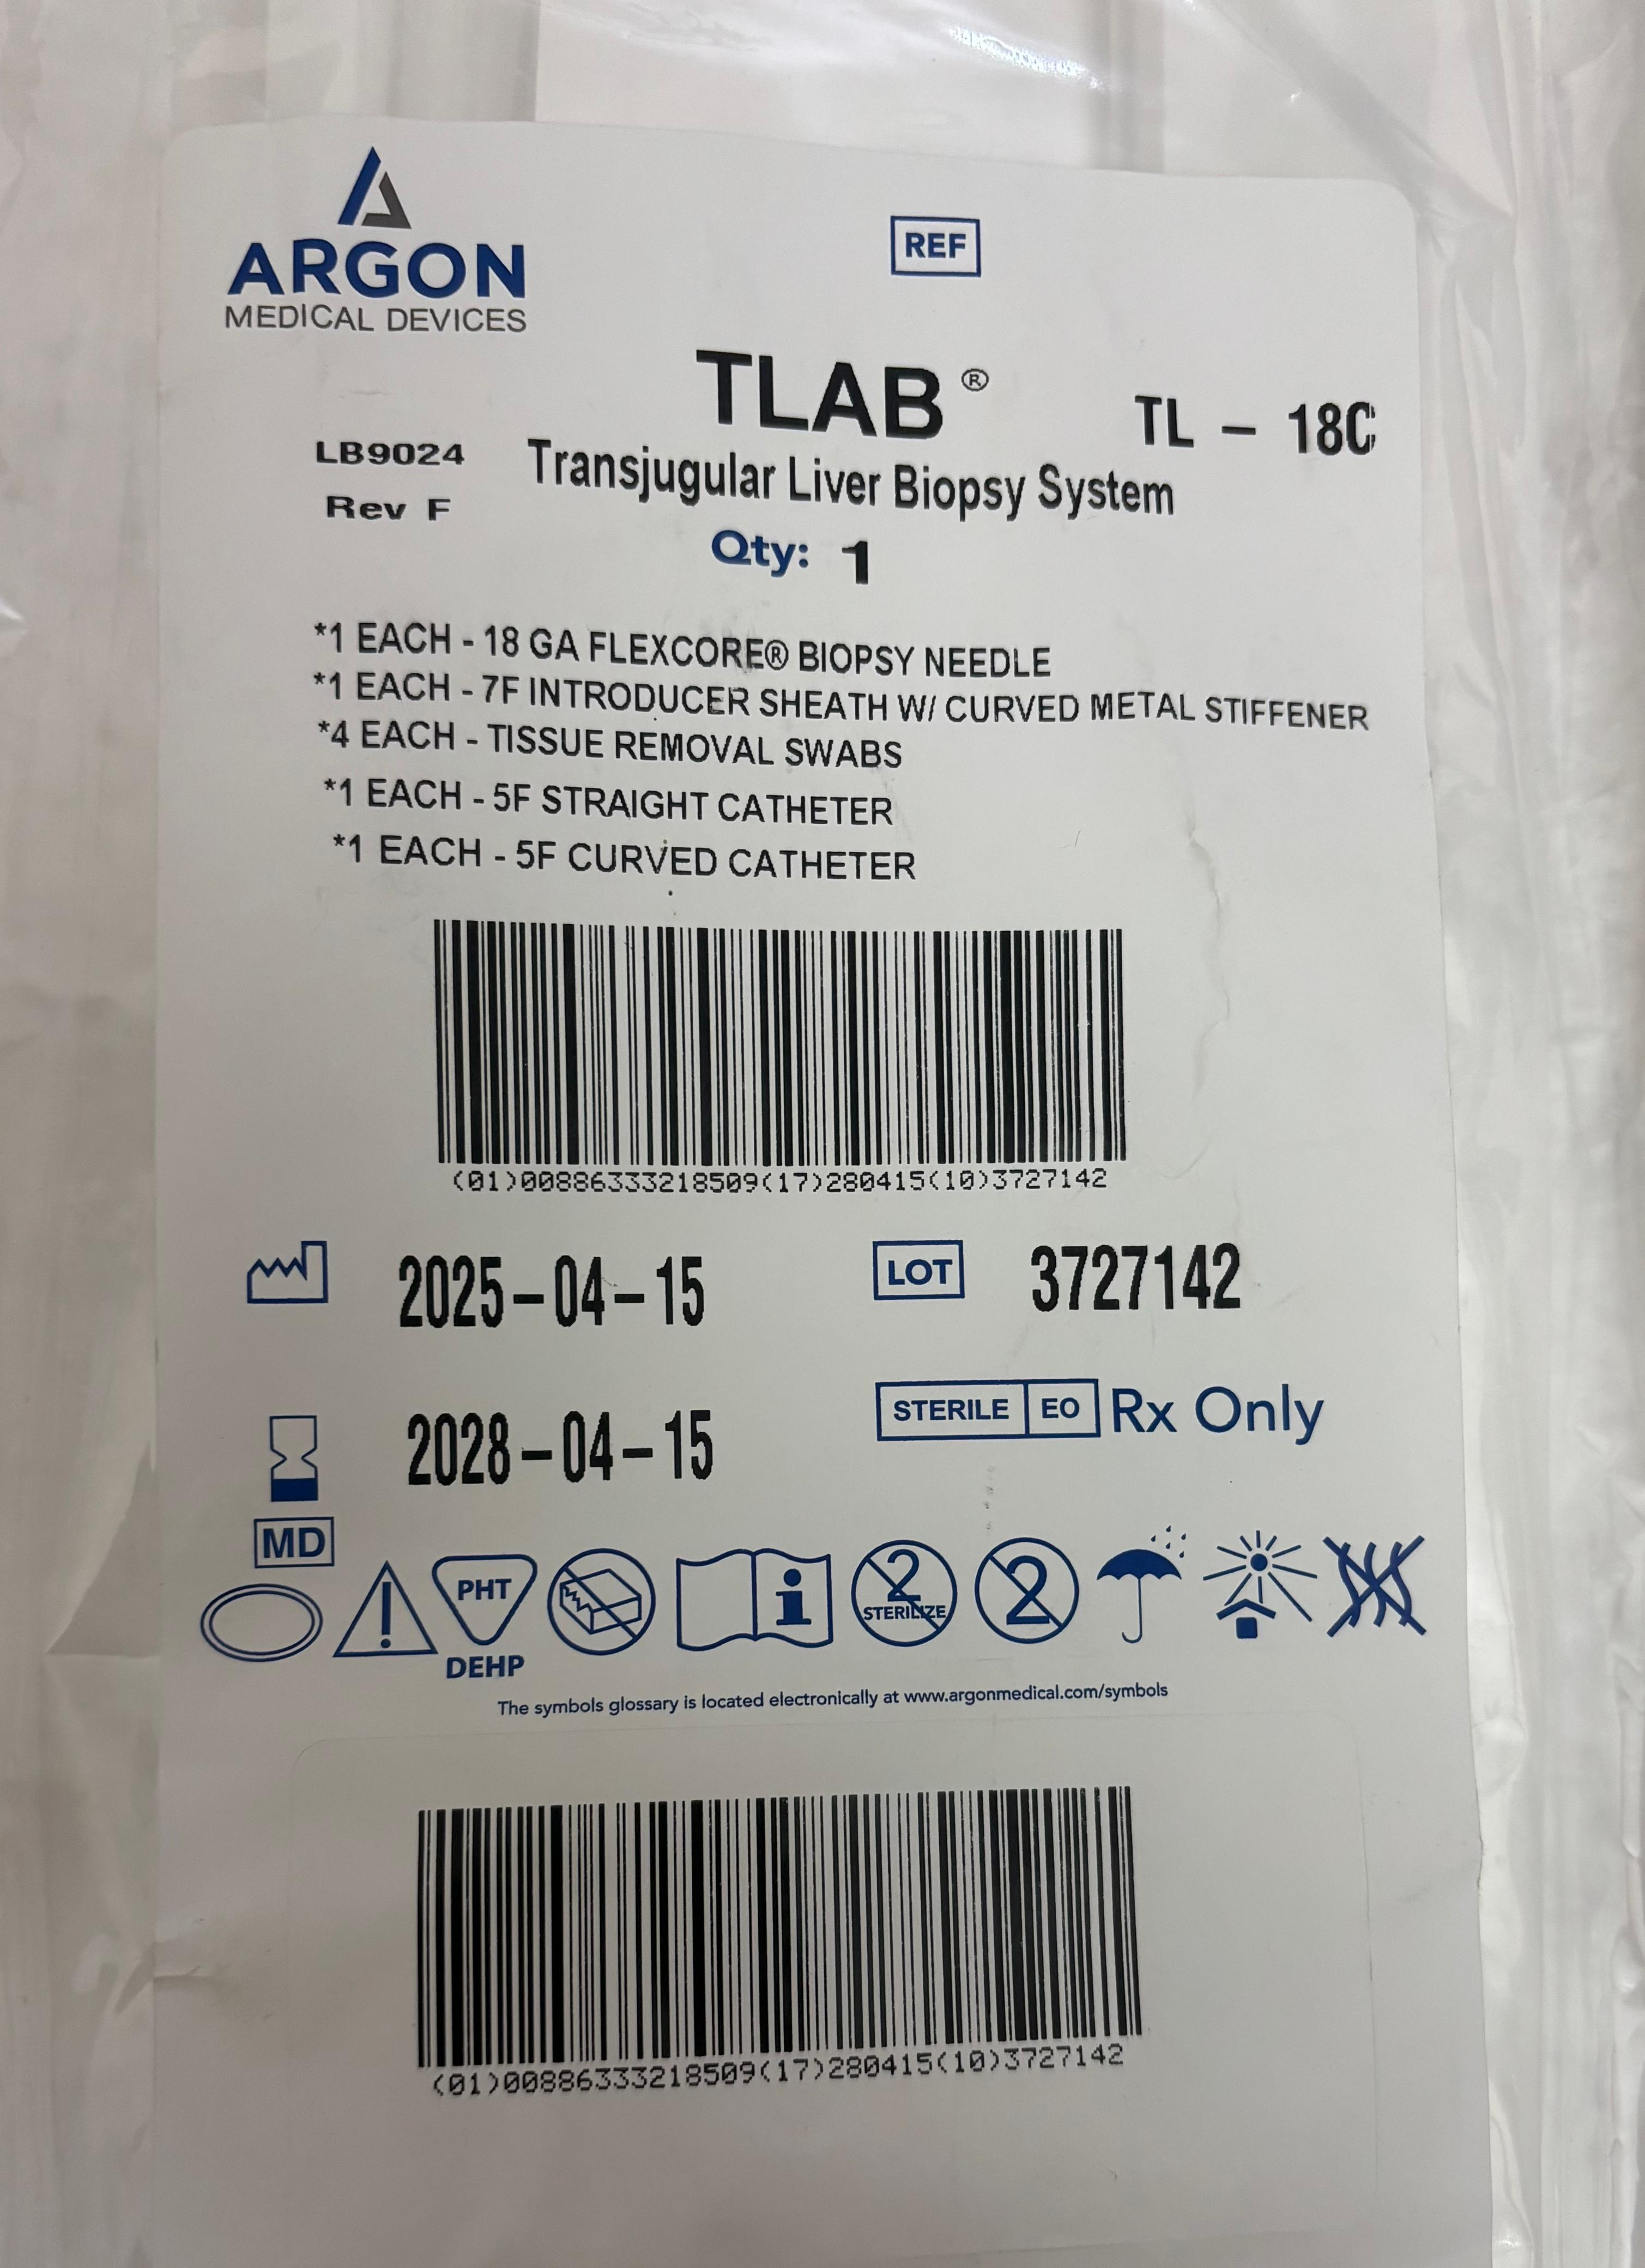 ARGON
MEDICAL DEVICES
REF
TLAB®
TL - 18C
LB9024
Rev F
Transjugular Liver Biopsy System
Qty: 1
*1 EACH - 18 GA FLEXCORE® BIOPSY NEEDLE
*1 EACH - 7F INTRODUCER SHEATH W/ CURVED METAL STIFFENER
*4 EACH - TISSUE REMOVAL SWABS
*1 EACH - 5F STRAIGHT CATHETER
*1 EACH - 5F CURVED CATHETER
(01)00886333218509(17)280415(10)3727142
2025-04-15
LOT 3727142
2028-04-15
STERILE EO Rx Only
MD
PHT
DEHP
i
2
STERILIZE
2
The symbols glossary is located electronically at www.argonmedical.com/symbols
(01)00886333218509(17)280415(10)3727142